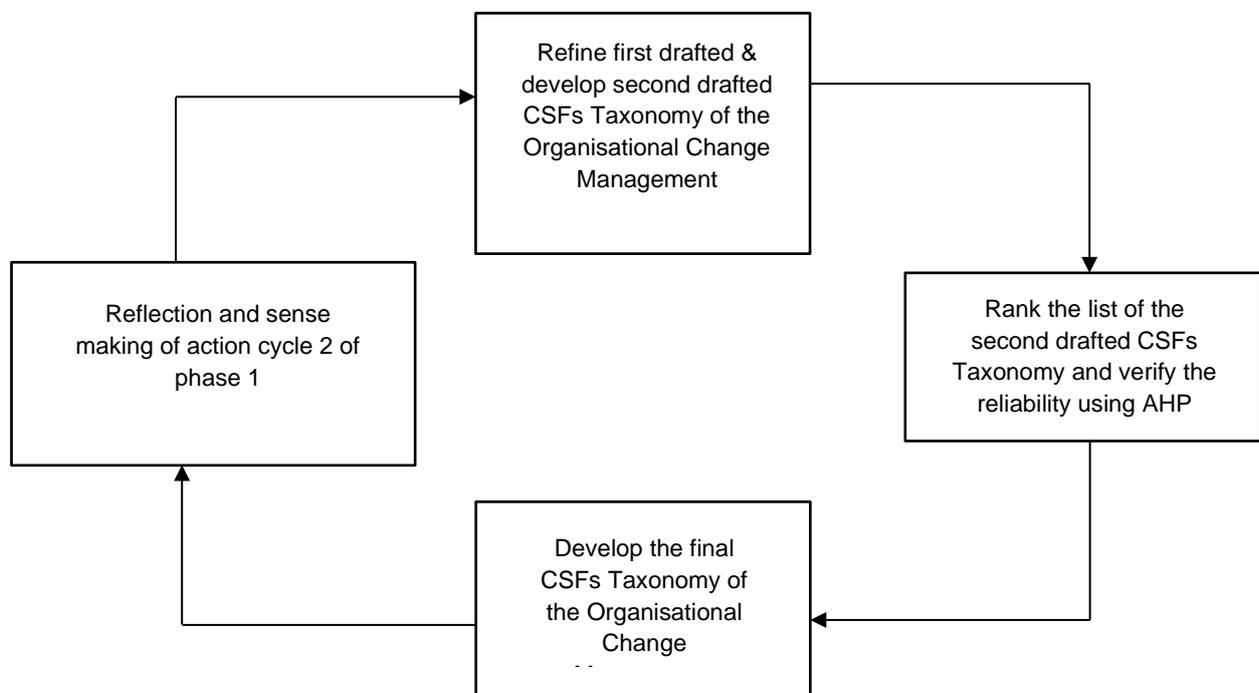 Refine first drafted &
develop second drafted
CSFs Taxonomy of the
Organisational Change
Management
Reflection and sense
making of action cycle 2 of
phase 1
Rank the list of the
second drafted CSFs
Taxonomy and verify the
reliability using AHP
Develop the final
CSFs Taxonomy of
the Organisational
Change